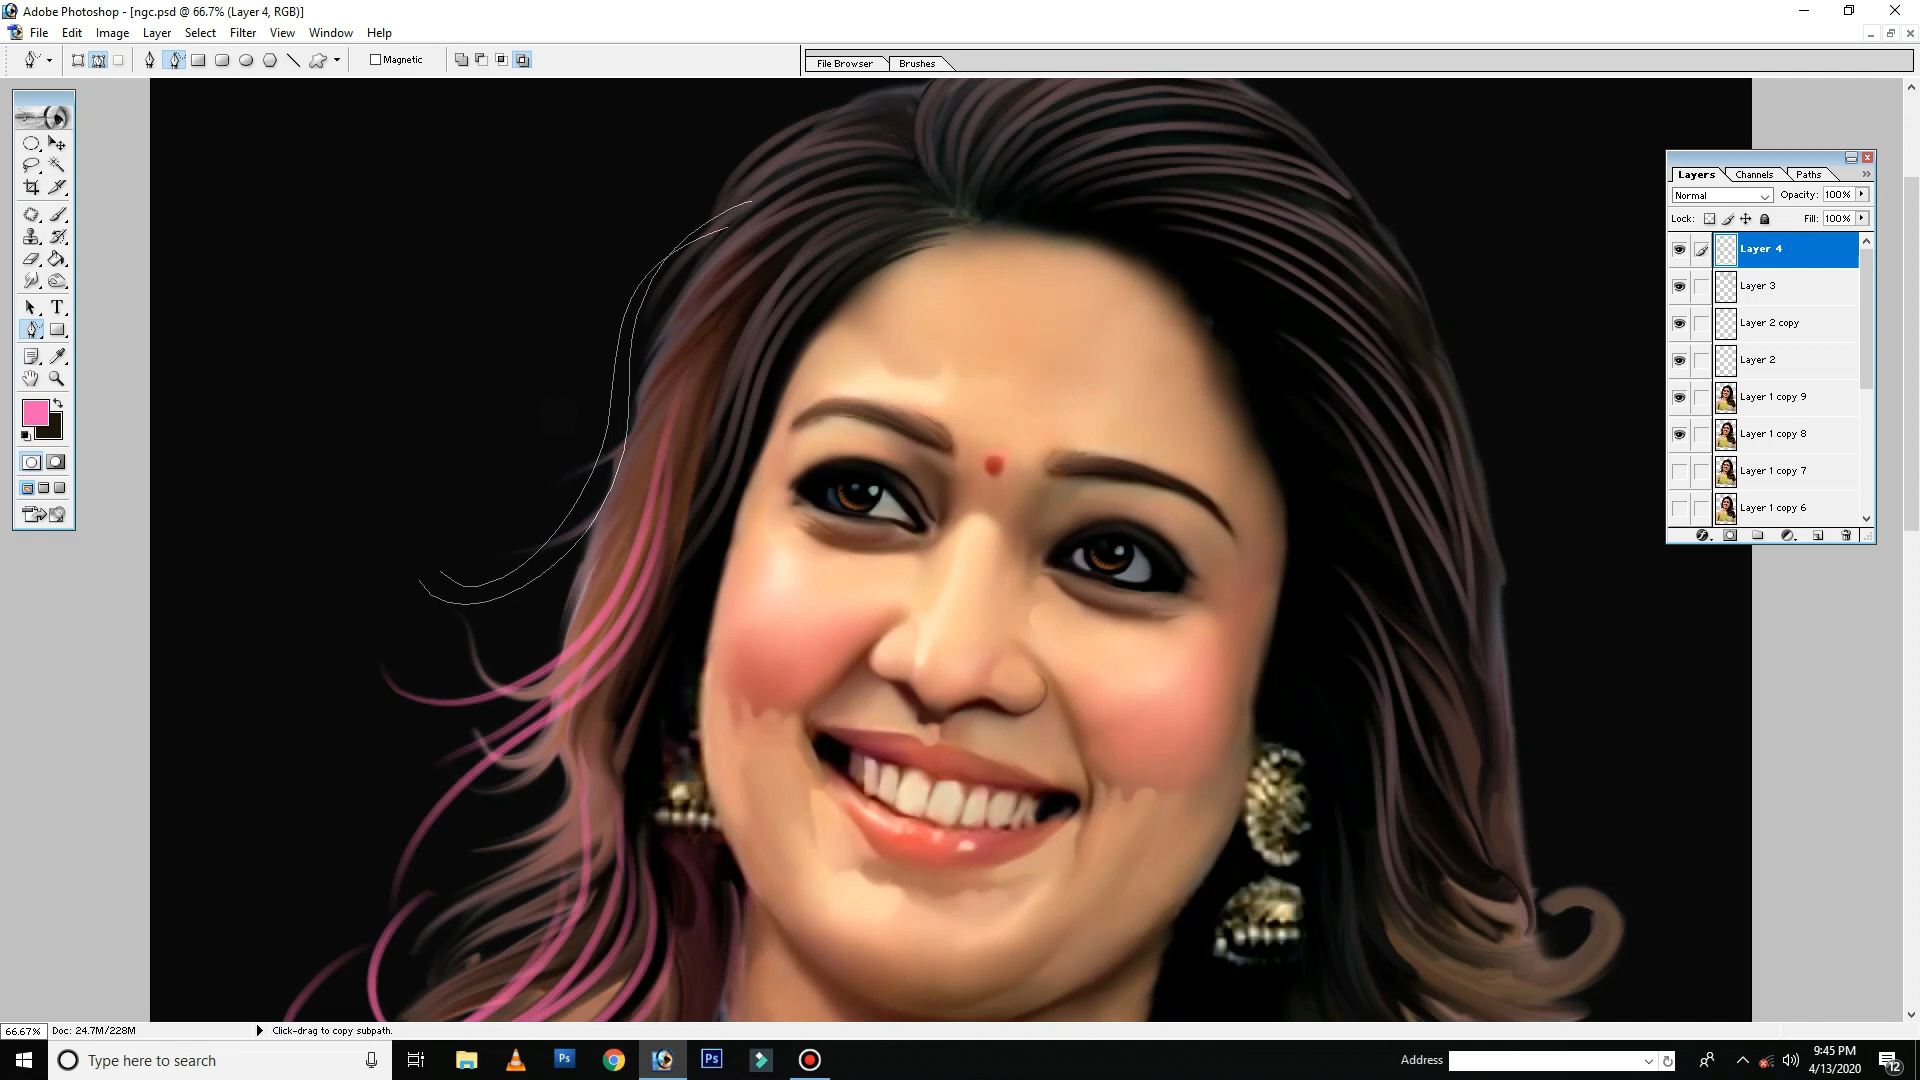 Adobe Photoshop - [ngc.psd @ 66.7% (Layer 4, RGB)]
File Edit Image Layer Select Filter View Window Help
Magnetic
File Browser Brushes
Layers Channels Paths
Normal Opacity: 100%
Lock: Fill: 100%
Layer 4
Layer 3
Layer 2 copy
Layer 2
Layer 1 copy 9
Layer 1 copy 8
Layer 1 copy 7
Layer 1 copy 6
T
66.67% Doc: 24.7M/228M Click-drag to copy subpath.
Type here to search
Ps
Ps
Address
9:45 PM
4/13/2020
12